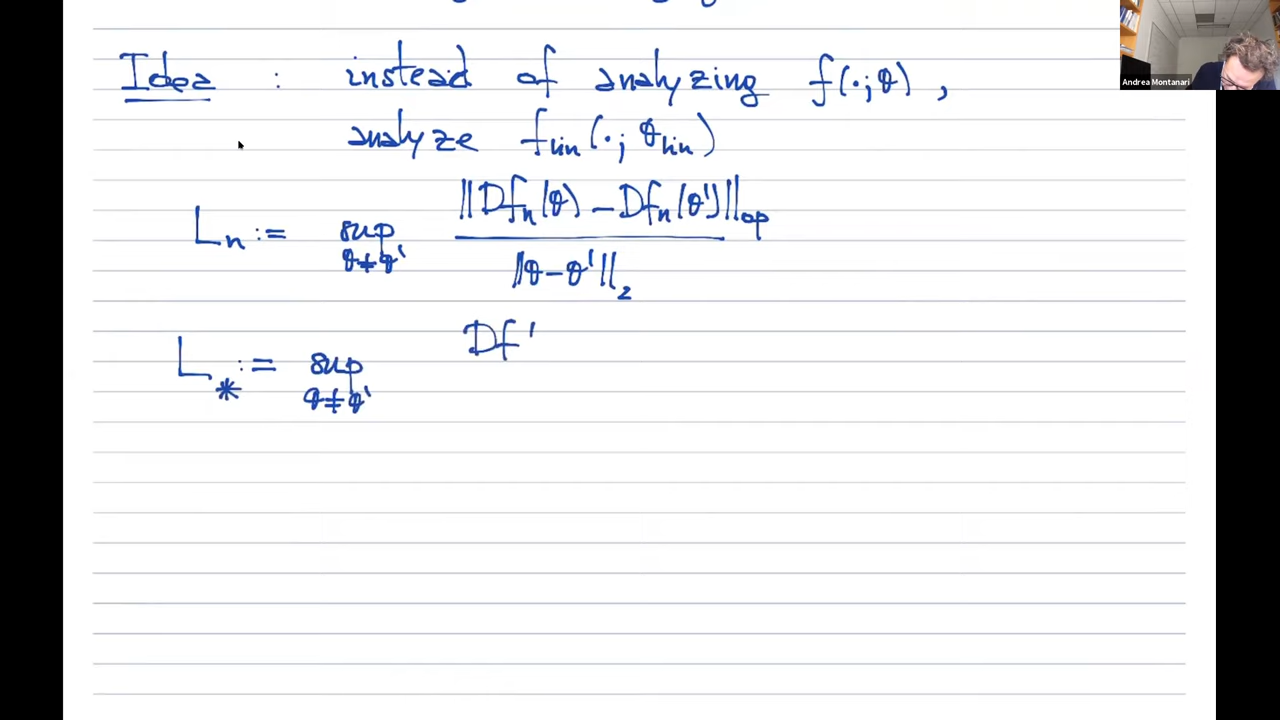 Idea : instead of analyzing f(·;θ),
analyze f_lin(·; θ_lin)
L_n := sup_{θ≠θ'} ||Df_n(θ) - Df_n(θ')||_op / ||θ-θ'||_2
L_* := sup_{θ≠θ'} Df'
Andrea Montanari